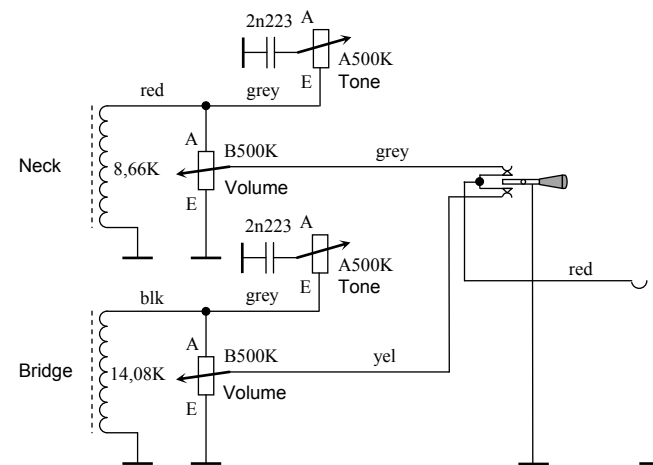 2n223 A
A500K
E Tone
red grey
A
B500K
grey
Neck
8,66K
Volume
E
2n223 A
A500K
E Tone
red
blk grey
A
B500K
yel
Bridge
14,08K
Volume
E